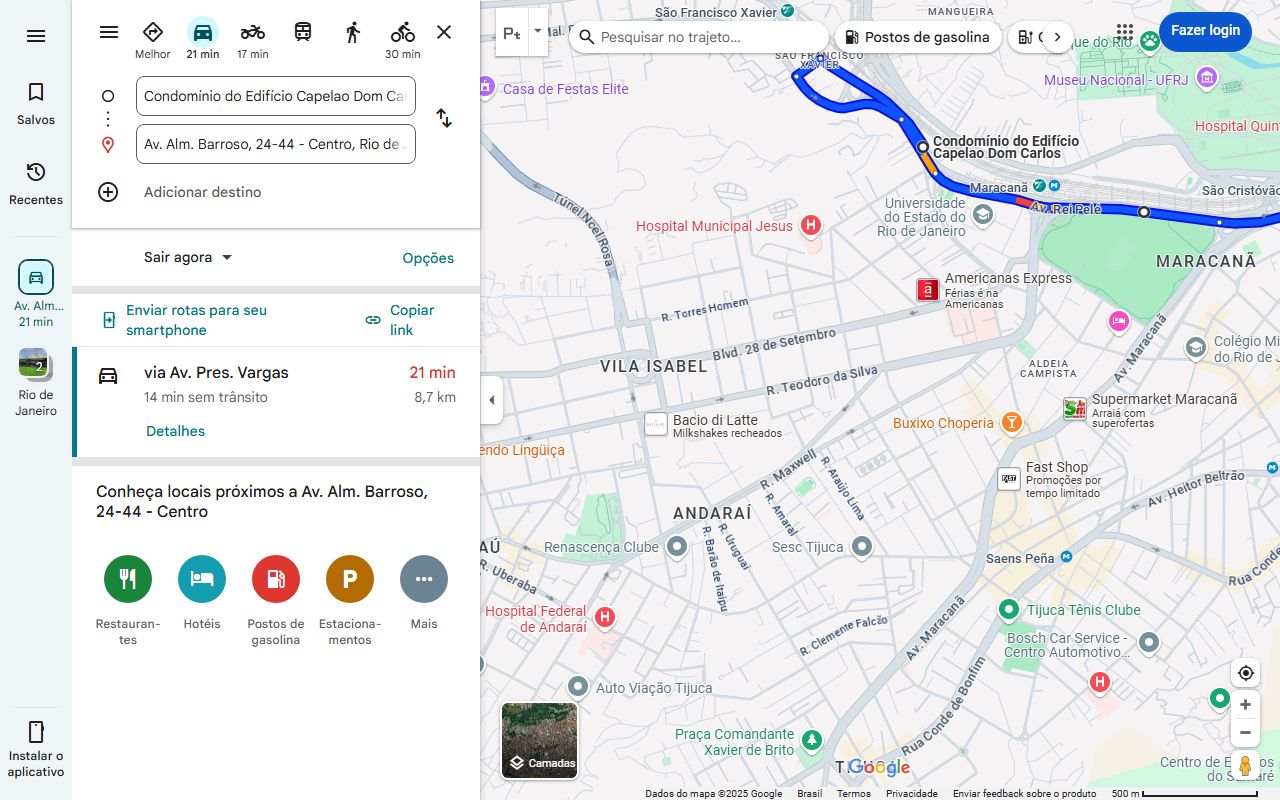 Salvos
Recentes
Av. Alm...
21 min
2
Rio de
Janeiro
Instalar o
aplicativo
Melhor
21 min
17 min
30 min
Condomínio do Edifício Capelao Dom Ca
Av. Alm. Barroso, 24-44 - Centro, Rio de
Adicionar destino
Sair agora
Opções
Enviar rotas para seu
smartphone
Copiar
link
via Av. Pres. Vargas
21 min
14 min sem trânsito
8,7 km
Detalhes
Conheça locais próximos a Av. Alm. Barroso,
24-44 - Centro
P
Restauran-
tes
Hotéis
Postos de
gasolina
Estaciona-
mentos
Mais
Pesquisar no trajeto...
Postos de gasolina
Fazer login
São Francisco Xavier
MANGUEIRA
SÃO FRANCISCO
XAVIER
que do Rio
Casa de Festas Elite
Museu Nacional - UFRJ
Hospital Quin
Condomínio do Edifício
Capelao Dom Carlos
Maracanã
São Cristóvão
Túnel Noel Rosa
Universidade
do Estado do
Rio de Janeiro
Av. Rei Pelé
Hospital Municipal Jesus
H
MARACANÃ
Americanas Express
Férias é na
Americanas
a
R. Torres Homem
Blvd. 28 de Setembro
Av. Maracanã
Colégio Mi
do Rio de J
VILA ISABEL
R. Teodoro da Silva
ALDEIA
CAMPISTA
Supermarket Maracanã
Arraiá com
superofertas
Bacio di Latte
Milkshakes recheados
Buxixo Choperia
endo Lingüiça
R. Maxwell
Fast Shop
Promoções por
tempo limitado
FAST
Av. Heitor Beltrão
R. Araújo Lima
R. Amaral
ANDARAÍ
R. Uruguai
R. Barão de Itaipu
AÚ
Renascença Clube
Sesc Tijuca
Saens Peña
R. Uberaba
Rua Conde
Hospital Federal
de Andaraí
H
Tijuca Tênis Clube
R. Clemente Falcão
Av. Maracanã
Bosch Car Service -
Centro Automotivo...
H
Auto Viação Tijuca
Rua Conde de Bonfim
Praça Comandante
Xavier de Brito
Camadas
Google
Centro de E
do S
Dados do mapa ©2025 Google
Brasil
Termos
Privacidade
Enviar feedback sobre o produto
500 m